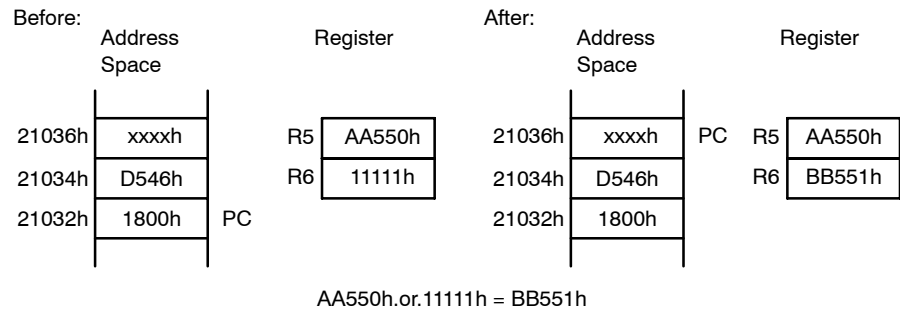 Before:
Address Space
Register
21036h xxxxh R5 AA550h
21034h D546h R6 11111h
21032h 1800h PC
After:
Address Space
Register
21036h xxxxh PC R5 AA550h
21034h D546h R6 BB551h
21032h 1800h
AA550h.or.11111h = BB551h